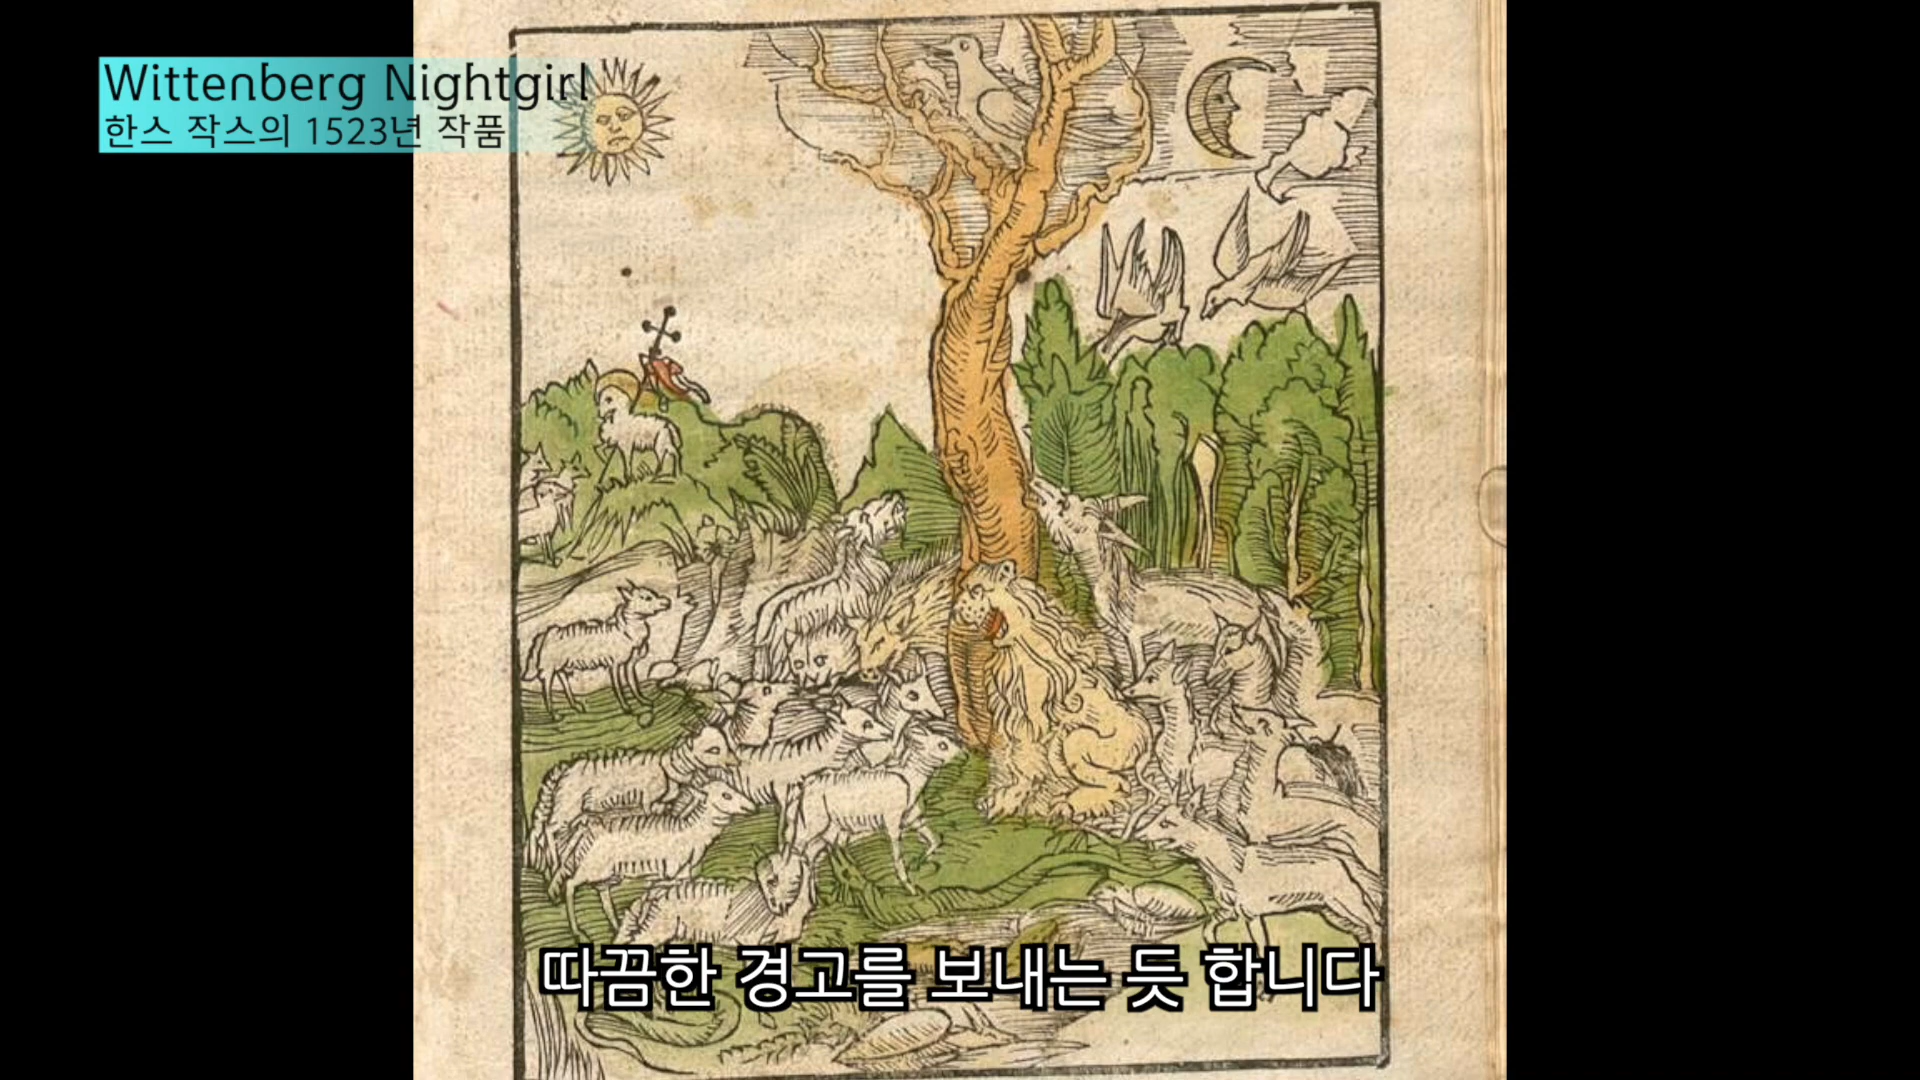 Wittenberg Nightgirl
한스 작스의 1523년 작품
따끔한 경고를 보내는 듯 합니다